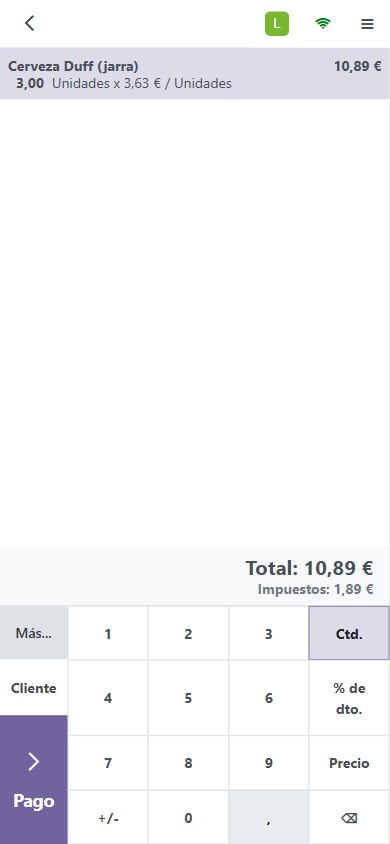 L
Cerveza Duff (jarra) 10,89 €
3,00 Unidades x 3,63 € / Unidades
Total: 10,89 €
Impuestos: 1,89 €
Más... 1 2 3 Ctd.
Cliente 4 5 6 % de dto.
7 8 9 Precio
Pago +/- 0 ,